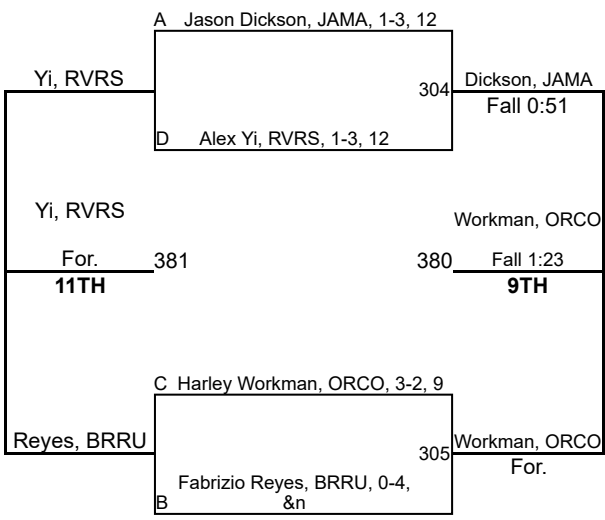 A Jason Dickson, JAMA, 1-3, 12
Yi, RVRS
304
Dickson, JAMA
Fall 0:51
D Alex Yi, RVRS, 1-3, 12
Yi, RVRS
Workman, ORCO
For.
381
380
Fall 1:23
11TH
9TH
C Harley Workman, ORCO, 3-2, 9
Reyes, BRRU
305
Workman, ORCO
For.
Fabrizio Reyes, BRRU, 0-4,
B &n